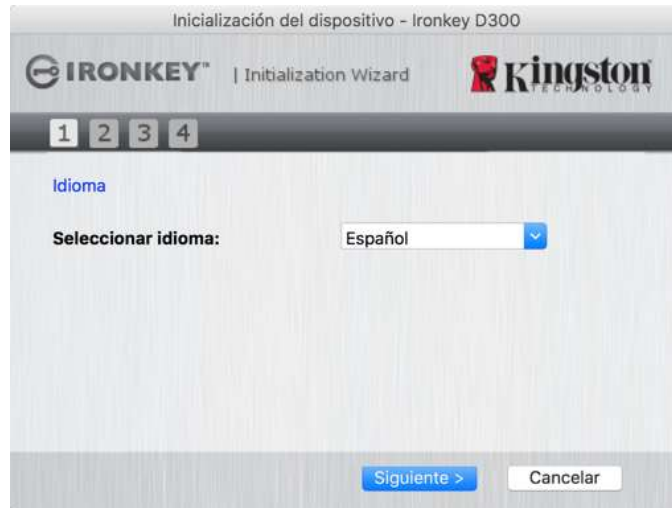 Inicialización del dispositivo - Ironkey D300
IRONKEY™ | Initialization Wizard Kingston
TECHNOLOGY
1 2 3 4
Idioma
Seleccionar idioma: Español
Siguiente > Cancelar